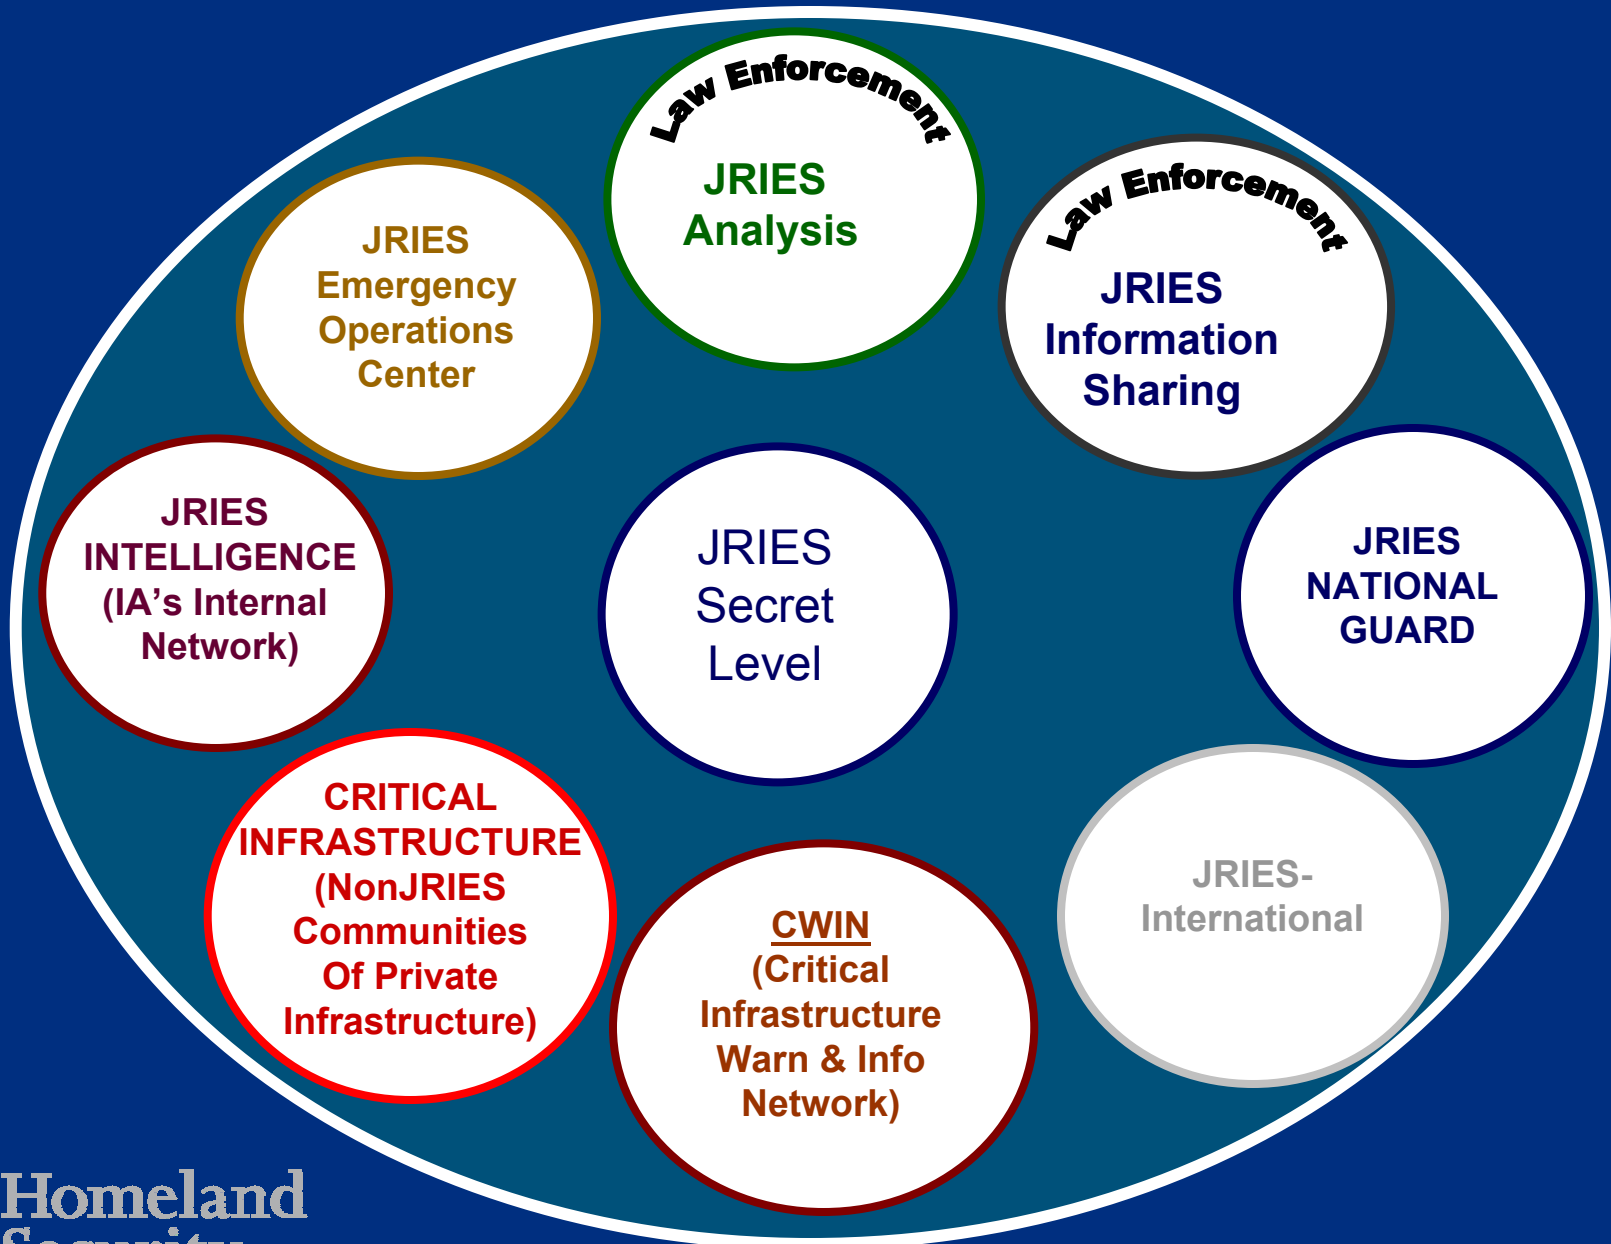 Law Enforcement
JRIES
Analysis
Law Enforcement
JRIES
Information
Sharing
JRIES
Emergency
Operations
Center
JRIES
INTELLIGENCE
(IA’s Internal
Network)
JRIES
Secret
Level
JRIES
NATIONAL
GUARD
CRITICAL
INFRASTRUCTURE
(NonJRIES
Communities
Of Private
Infrastructure)
CWIN
(Critical
Infrastructure
Warn & Info
Network)
JRIES-
International
Homeland
Security